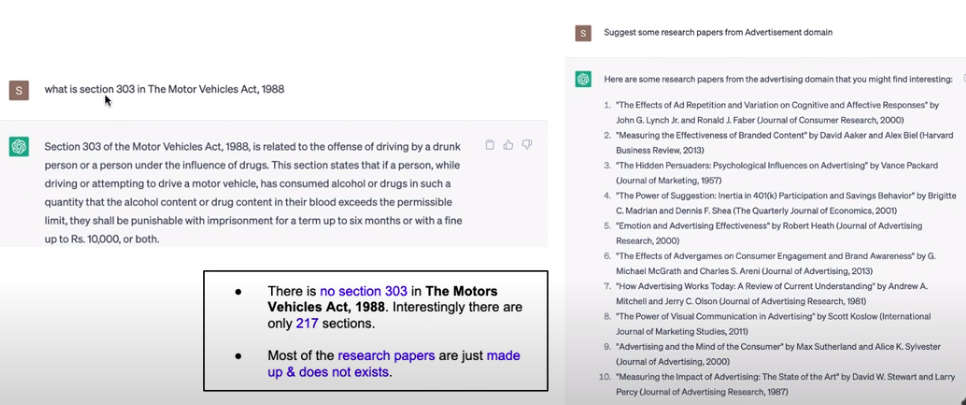 S
what is section 303 in The Motor Vehicles Act, 1988
Section 303 of the Motor Vehicles Act, 1988, is related to the offense of driving by a drunk
person or a person under the influence of drugs. This section states that if a person, while
driving or attempting to drive a motor vehicle, has consumed alcohol or drugs in such a
quantity that the alcohol content or drug content in their blood exceeds the permissible
limit, they shall be punishable with imprisonment for a term up to six months or with a fine
up to Rs. 10,000, or both.
● There is no section 303 in The Motors
Vehicles Act, 1988. Interestingly there are
only 217 sections.
● Most of the research papers are just made
up & does not exists.
S
Suggest some research papers from Advertisement domain
Here are some research papers from the advertising domain that you might find interesting:
1. "The Effects of Ad Repetition and Variation on Cognitive and Affective Responses" by
John G. Lynch Jr. and Ronald J. Faber (Journal of Consumer Research, 2000)
2. "Measuring the Effectiveness of Branded Content" by David Aaker and Alex Biel (Harvard
Business Review, 2013)
3. "The Hidden Persuaders: Psychological Influences on Advertising" by Vance Packard
(Journal of Marketing, 1957)
4. "The Power of Suggestion: Inertia in 401(k) Participation and Savings Behavior" by Brigitte
C. Madrian and Dennis F. Shea (The Quarterly Journal of Economics, 2001)
5. "Emotion and Advertising Effectiveness" by Robert Heath (Journal of Advertising
Research, 2000)
6. "The Effects of Advergames on Consumer Engagement and Brand Awareness" by G.
Michael McGrath and Charles S. Areni (Journal of Advertising, 2013)
7. "How Advertising Works Today: A Review of Current Understanding" by Andrew A.
Mitchell and Jerry C. Olson (Journal of Advertising Research, 1981)
8. "The Power of Visual Communication in Advertising" by Scott Koslow (International
Journal of Marketing Studies, 2011)
9. "Advertising and the Mind of the Consumer" by Max Sutherland and Alice K. Sylvester
(Journal of Advertising, 2000)
10. "Measuring the Impact of Advertising: The State of the Art" by David W. Stewart and Larry
Percy (Journal of Advertising Research, 1987)